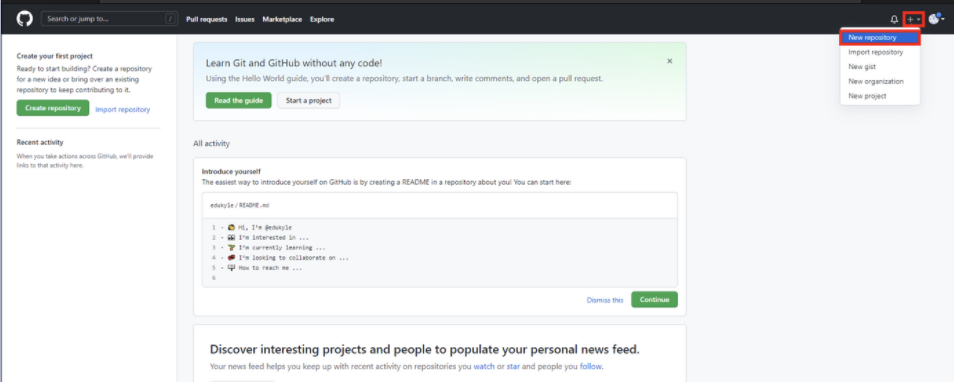 Search or jump to...
/
Pull requests Issues Marketplace Explore
New repository
Import repository
New gist
New organization
New project
Create your first project
Ready to start building? Create a repository
for a new idea or bring over an existing
repository to keep contributing to it.
Create repository Import repository
Recent activity
When you take actions across GitHub, we'll provide
links to that activity here.
Learn Git and GitHub without any code!
Using the Hello World guide, you'll create a repository, start a branch, write comments, and open a pull request.
Read the guide Start a project
All activity
Introduce yourself
The easiest way to introduce yourself on GitHub is by creating a README in a repository about you! You can start here:
edukyle / README.md
1 - 👋 Hi, I'm @edukyle
2 - 👀 I'm interested in ...
3 - 🌱 I'm currently learning ...
4 - 💞️ I'm looking to collaborate on ...
5 - 📫 How to reach me ...
6
Dismiss this Continue
Discover interesting projects and people to populate your personal news feed.
Your news feed helps you keep up with recent activity on repositories you watch or star and people you follow.